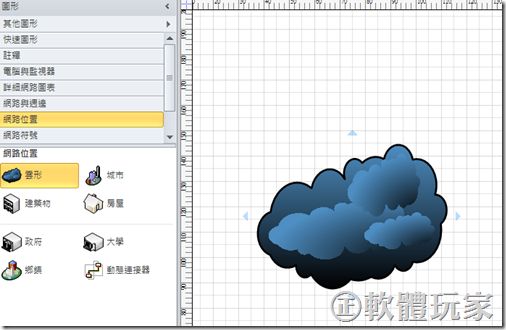 圖形
其他圖形
快速圖形
註釋
電腦與監視器
詳細網路圖表
網路與週邊
網路位置
網路符號
網路位置
雲形
城市
建築物
房屋
政府
大學
鄉鎮
動態連接器
㊣軟體玩家